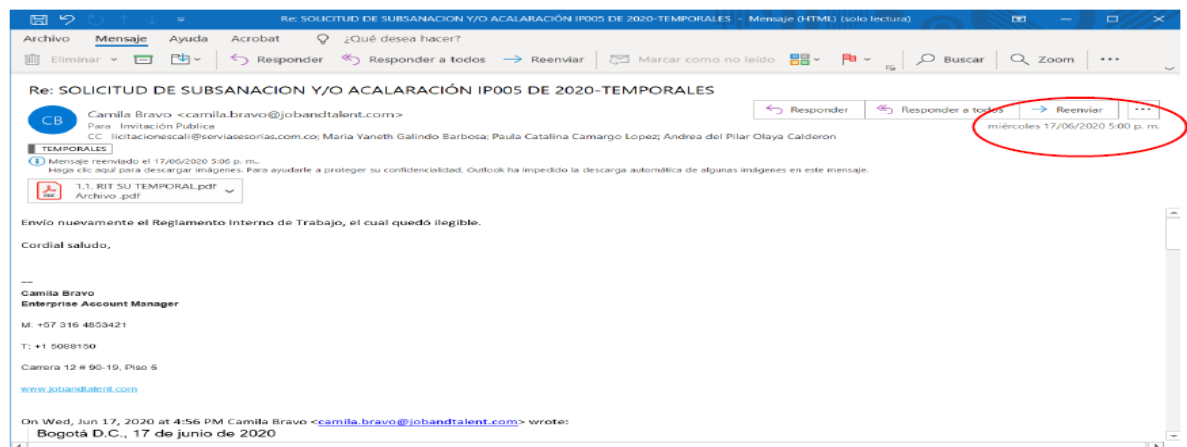 Re: SOLICITUD DE SUBSANACION Y/O ACALARACIÓN IP005 DE 2020-TEMPORALES - Mensaje (HTML) (solo lectura)
Archivo Mensaje Ayuda Acrobat ¿Qué desea hacer?
Eliminar Responder Responder a todos Reenviar Marcar como no leído Buscar Zoom ...
Re: SOLICITUD DE SUBSANACION Y/O ACALARACIÓN IP005 DE 2020-TEMPORALES
Responder Responder a todos Reenviar ...
CB
Camila Bravo <camila.bravo@jobandtalent.com>
Para Invitación Publica
miércoles 17/06/2020 5:00 p. m.
CC licitacionescali@serviasesorias.com.co; Maria Yaneth Galindo Barbosa; Paula Catalina Camargo Lopez; Andrea del Pilar Olaya Calderon
TEMPORALES
Mensaje reenviado el 17/06/2020 5:06 p. m..
Haga clic aquí para descargar imágenes. Para ayudarle a proteger su confidencialidad, Outlook ha impedido la descarga automática de algunas imágenes en este mensaje.
PDF
1.1. RIT SU TEMPORAL.pdf
Archivo .pdf
Envío nuevamente el Reglamento Interno de Trabajo, el cual quedó ilegible.
Cordial saludo,
--
Camila Bravo
Enterprise Account Manager
M: +57 316 4853421
T: +1 5088150
Carrera 12 # 90-19, Piso 5
www.jobandtalent.com
On Wed, Jun 17, 2020 at 4:56 PM Camila Bravo <camila.bravo@jobandtalent.com> wrote:
Bogotá D.C., 17 de junio de 2020